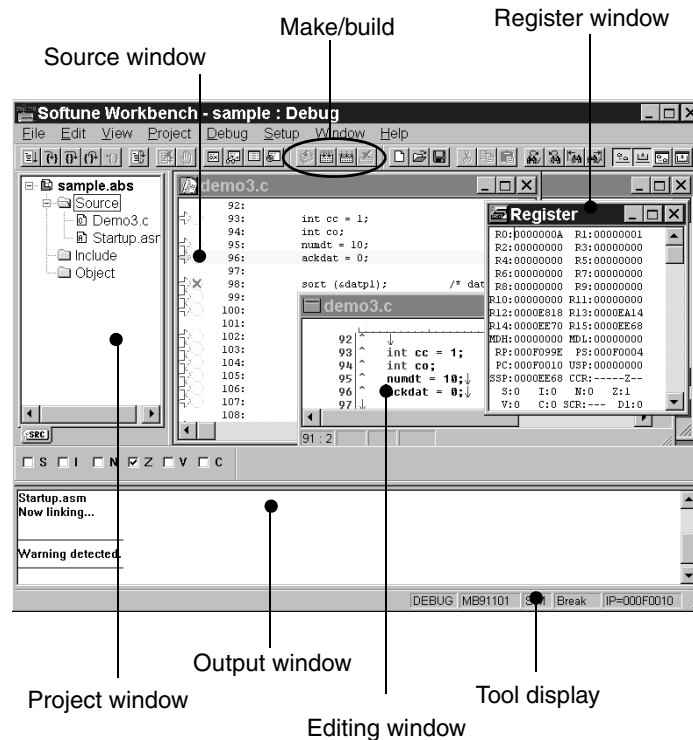 Register window
Make/build
Source window
Softune Workbench - sample : Debug
File Edit View Project Debug Setup Window Help
sample.abs
Source
Demo3.c
Startup.asr
Include
Object
SRC
demo3.c
92:
93: int cc = 1;
94: int co;
95: numdt = 10;
96: ackdat = 0;
97:
98: sort (&datp1); /* dat
99:
100:
101:
102:
103:
104:
105:
106:
107:
108:
demo3.c
92 ^ ↓
93 ^ int cc = 1;
94 ^ int co;
95 ^ numdt = 10;↓
96 ^ ackdat = 0;↓
97 ↓
91 : 2
Register
R0:0000000A R1:00000001
R2:00000000 R3:00000000
R4:00000000 R5:00000000
R6:00000000 R7:00000000
R8:00000000 R9:00000000
R10:00000000 R11:00000000
R12:0000E818 R13:0000EA14
R14:0000EE70 R15:0000EE68
MDH:00000000 MDL:00000000
RP:000F099E PS:000F0004
PC:000F0010 USP:00000000
SSP:0000EE68 CCR:-----Z--
S:0 I:0 N:0 Z:1
V:0 C:0 SCR:--- D1:0
S I N Z V C
Startup.asm
Now linking...
Warning detected.
DEBUG MB91101 Break IP=000F0010
Output window
Project window
Tool display
Editing window